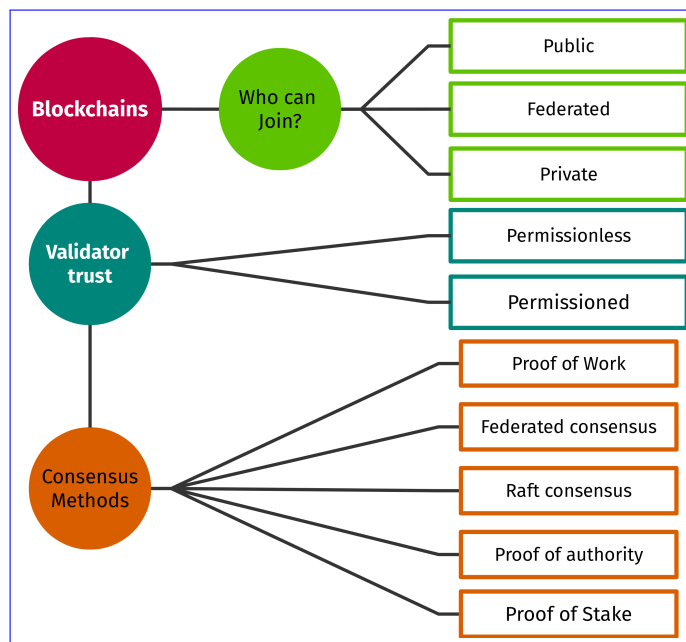 Blockchains
Who can
Join?
Public
Federated
Private
Validator
trust
Permissionless
Permissioned
Consensus
Methods
Proof of Work
Federated consensus
Raft consensus
Proof of authority
Proof of Stake